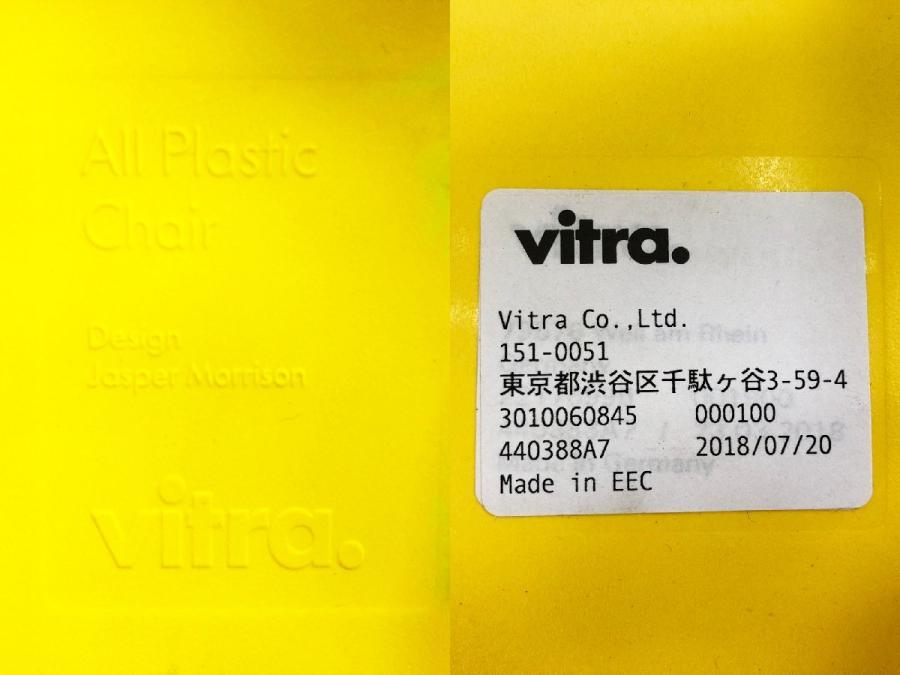 All Plastic
Chair
Design
Jasper Morrison
vitra.
vitra.
Vitra Co.,Ltd.
151-0051
東京都渋谷区千駄ヶ谷3-59-4
3010060845 000100
440388A7 2018/07/20
Made in EEC